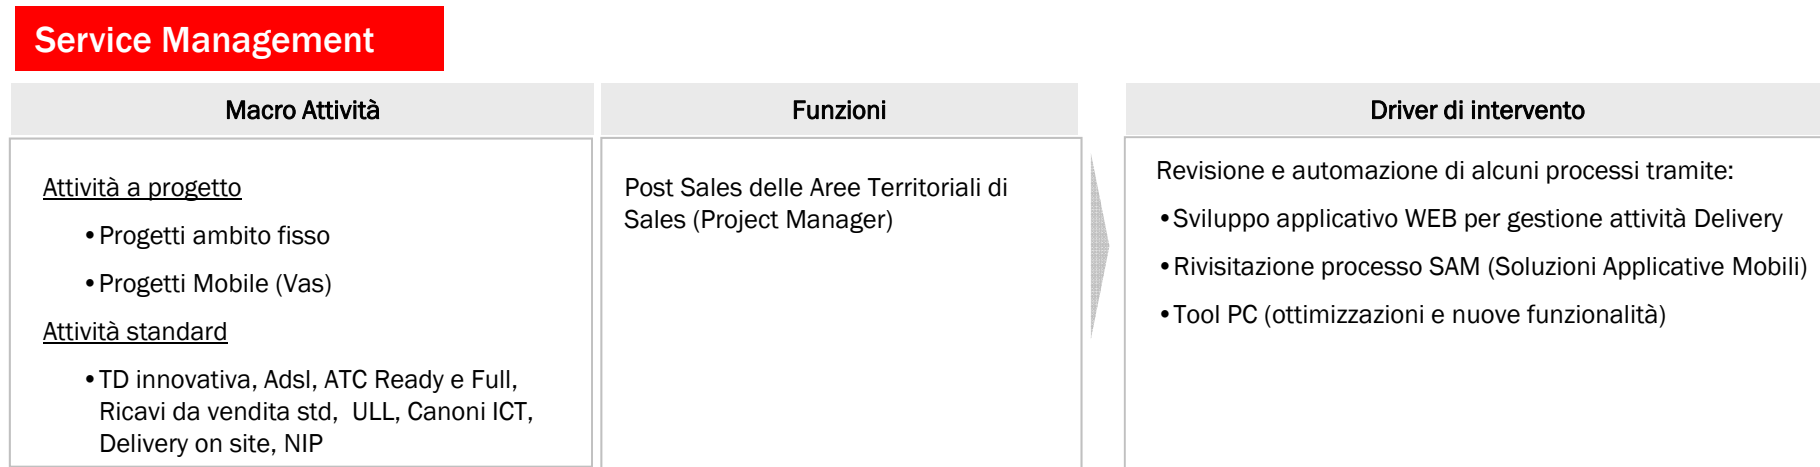 Service Management
Macro Attività
Funzioni
Driver di intervento
Attività a progetto
•Progetti ambito fisso
•Progetti Mobile (Vas)
Attività standard
•TD innovativa, Adsl, ATC Ready e Full,
Ricavi da vendita std, ULL, Canoni ICT,
Delivery on site, NIP
Post Sales delle Aree Territoriali di
Sales (Project Manager)
Revisione e automazione di alcuni processi tramite:
•Sviluppo applicativo WEB per gestione attività Delivery
•Rivisitazione processo SAM (Soluzioni Applicative Mobili)
•Tool PC (ottimizzazioni e nuove funzionalità)